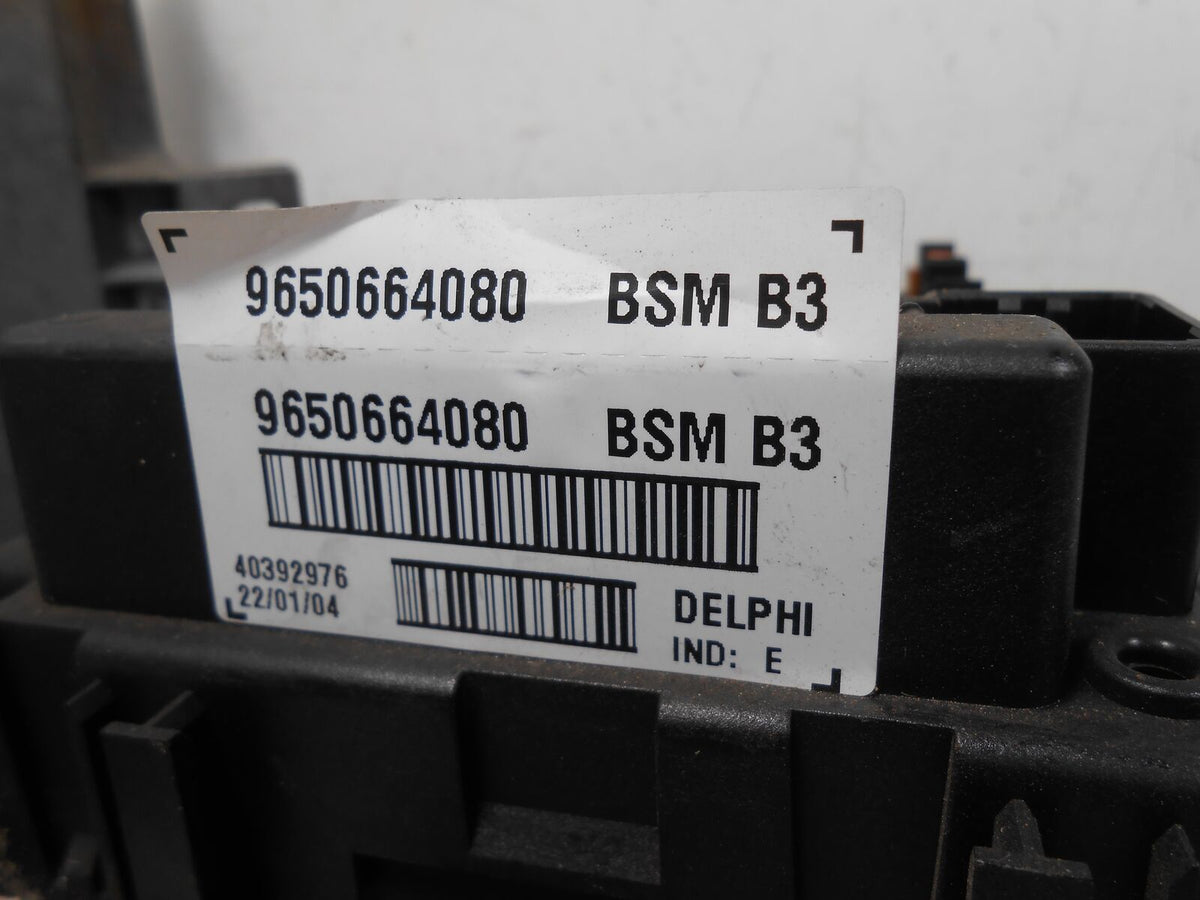 9650664080 BSM B3
9650664080 BSM B3
40392976
22/01/04
DELPHI
IND: E